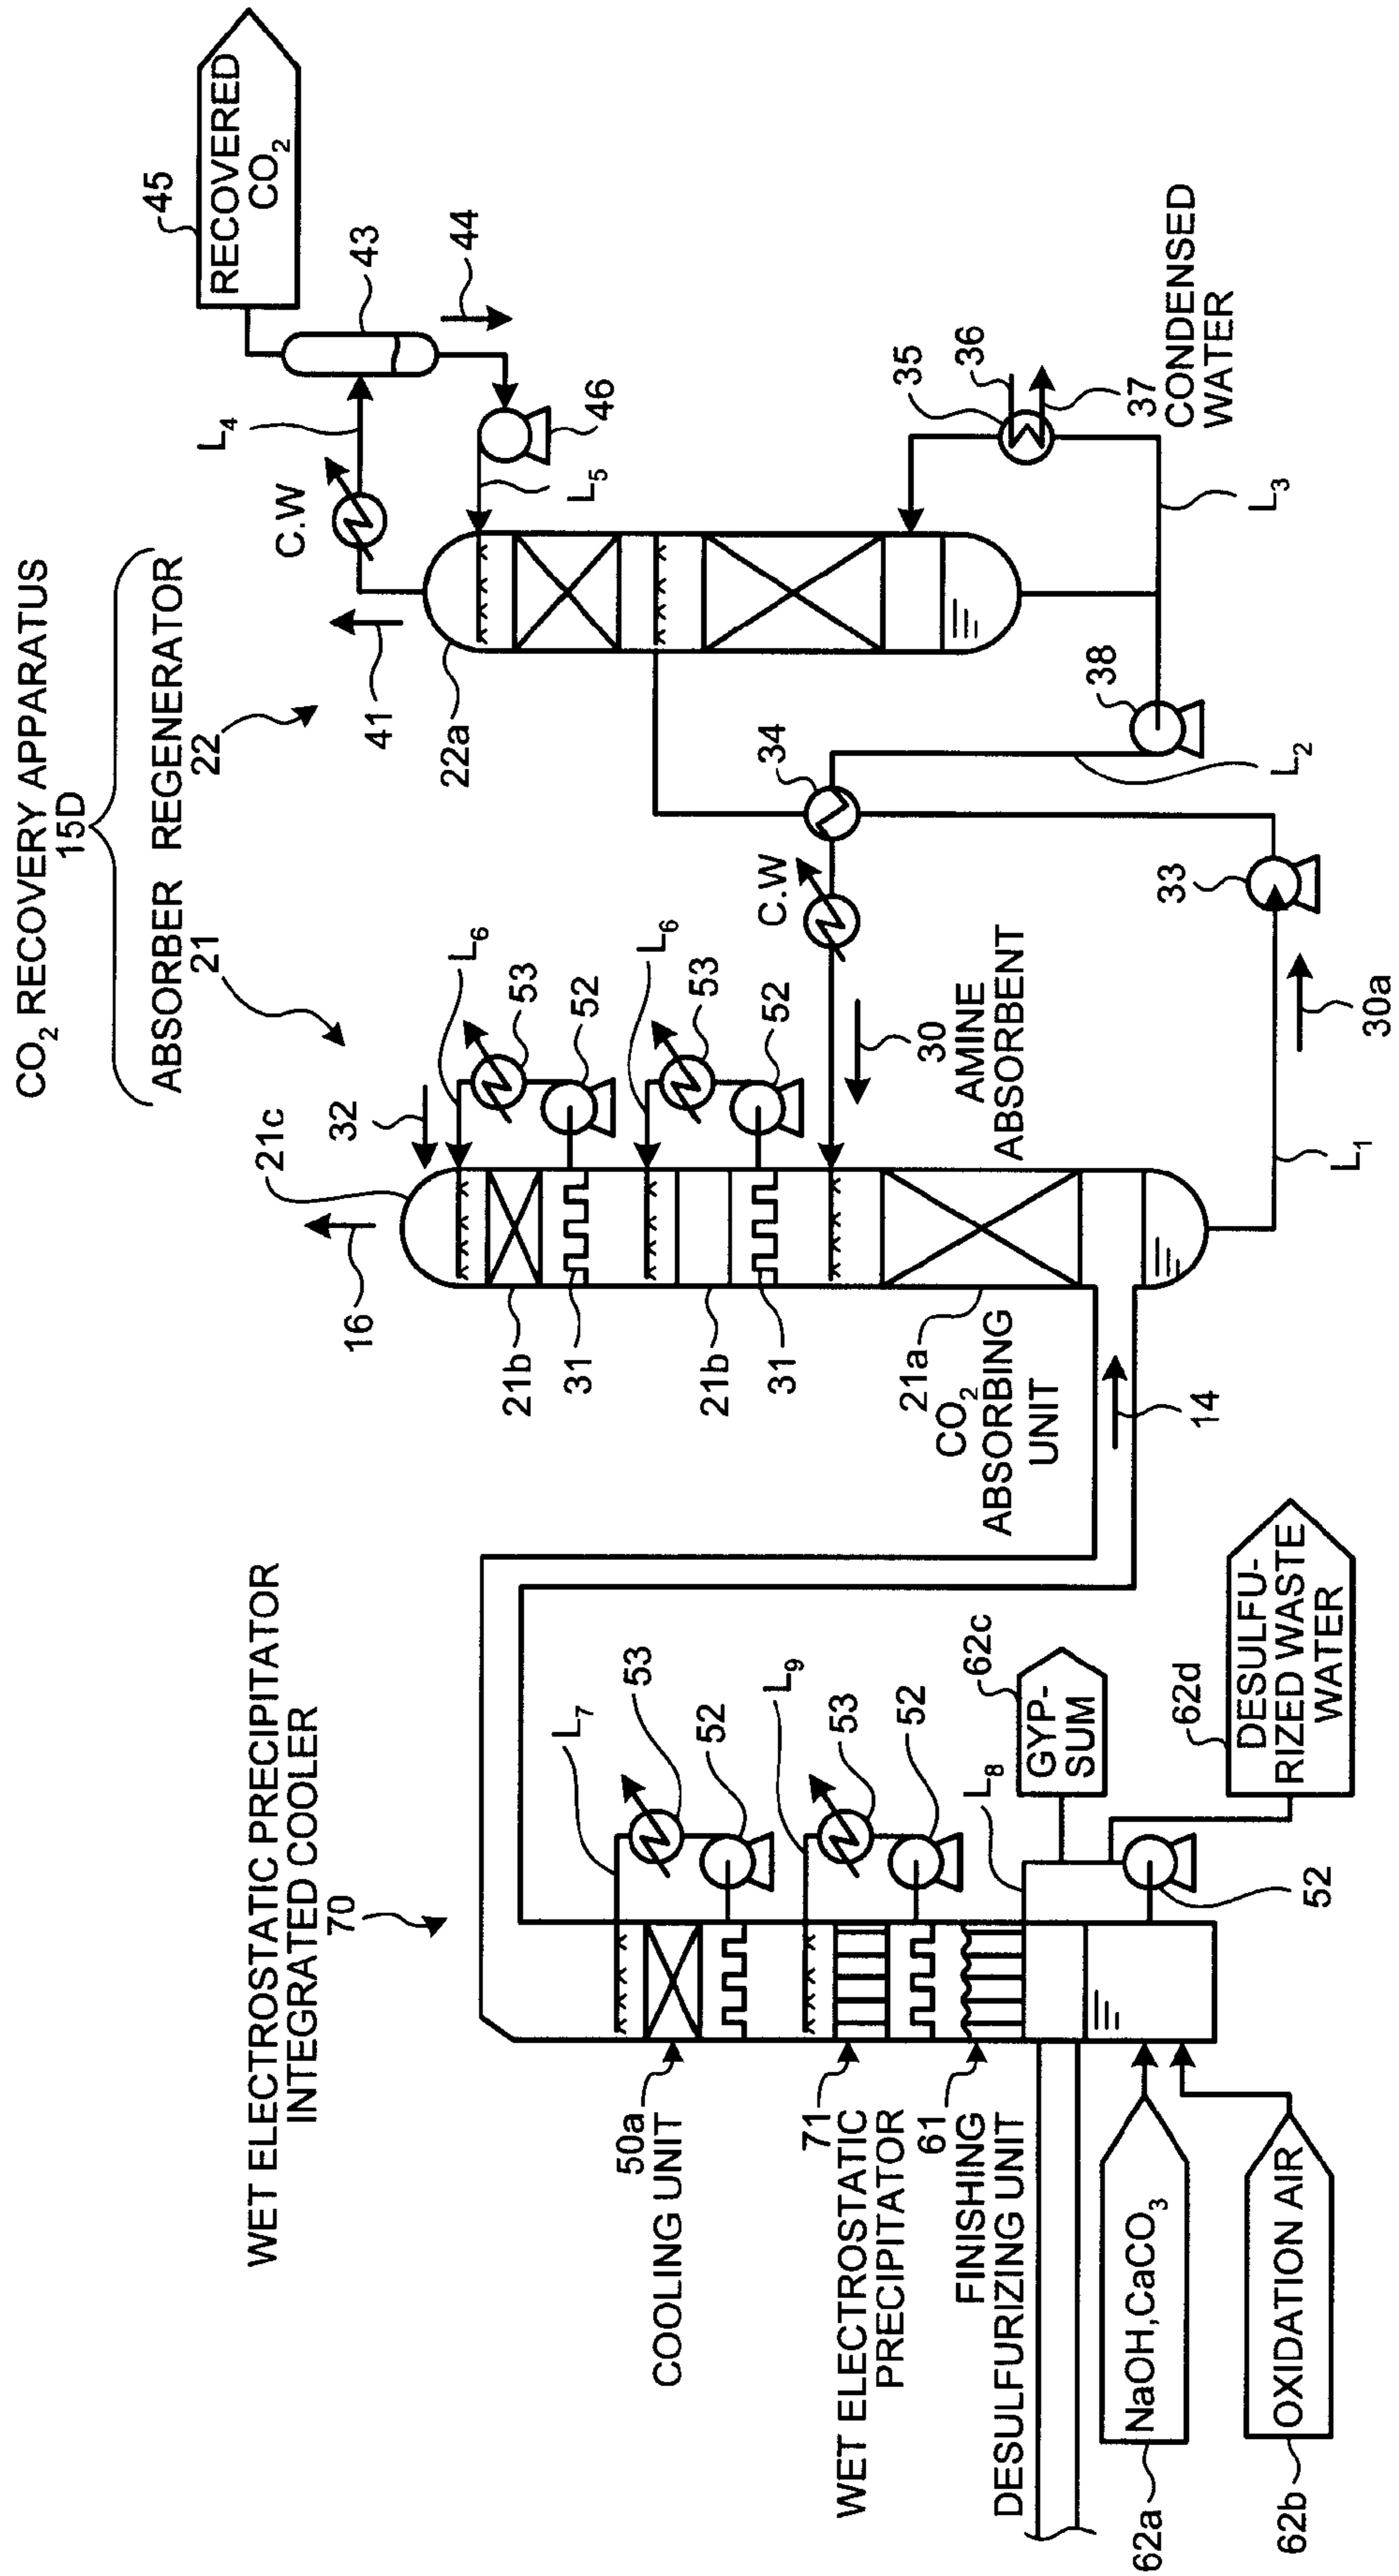 CO2 RECOVERY APPARATUS
15D
ABSORBER
21
REGENERATOR
22
WET ELECTROSTATIC PRECIPITATOR
INTEGRATED COOLER
70
45
RECOVERED
CO2
43
44
46
L4
C.W
L5
41
22a
35
36
37
CONDENSED
WATER
L3
38
L2
34
C.W
33
30a
L1
30
AMINE
ABSORBENT
L6
53
52
L6
53
52
32
21c
16
21b
31
21b
31
21a
CO2
ABSORBING
UNIT
14
L7
53
52
L9
53
52
L8
62c
GYP-
SUM
62d
DESULFU-
RIZED WASTE
WATER
52
50a
COOLING UNIT
71
WET ELECTROSTATIC
PRECIPITATOR
61
FINISHING
DESULFURIZING UNIT
NaOH,CaCO3
62a
OXIDATION AIR
62b